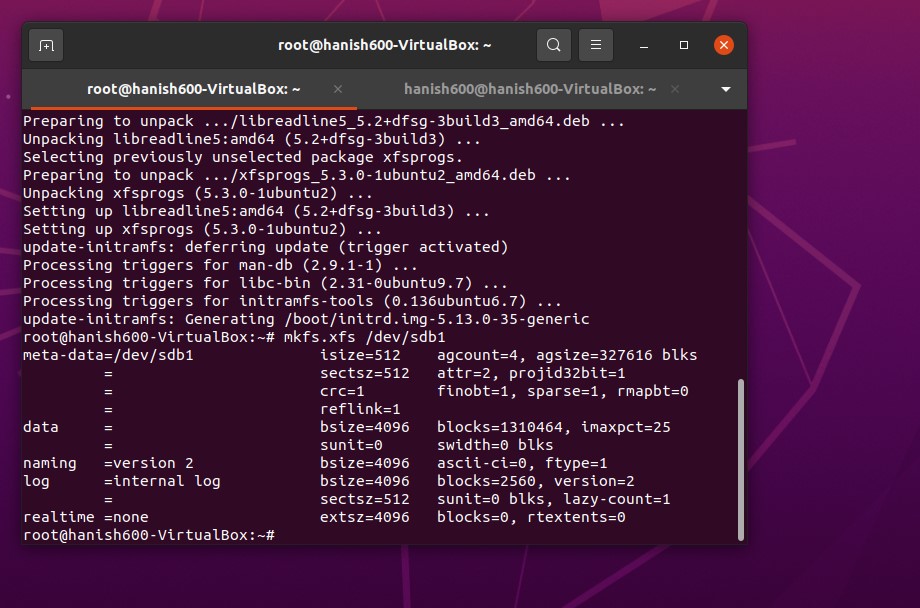 root@hanish600-VirtualBox: ~
root@hanish600-VirtualBox: ~
hanish600@hanish600-VirtualBox: ~
Preparing to unpack .../libreadline5_5.2+dfsg-3build3_amd64.deb ...
Unpacking libreadline5:amd64 (5.2+dfsg-3build3) ...
Selecting previously unselected package xfsprogs.
Preparing to unpack .../xfsprogs_5.3.0-1ubuntu2_amd64.deb ...
Unpacking xfsprogs (5.3.0-1ubuntu2) ...
Setting up libreadline5:amd64 (5.2+dfsg-3build3) ...
Setting up xfsprogs (5.3.0-1ubuntu2) ...
update-initramfs: deferring update (trigger activated)
Processing triggers for man-db (2.9.1-1) ...
Processing triggers for libc-bin (2.31-0ubuntu9.7) ...
Processing triggers for initramfs-tools (0.136ubuntu6.7) ...
update-initramfs: Generating /boot/initrd.img-5.13.0-35-generic
root@hanish600-VirtualBox:~# mkfs.xfs /dev/sdb1
meta-data=/dev/sdb1              isize=512    agcount=4, agsize=327616 blks
         =                       sectsz=512   attr=2, projid32bit=1
         =                       crc=1        finobt=1, sparse=1, rmapbt=0
         =                       reflink=1
data     =                       bsize=4096   blocks=1310464, imaxpct=25
         =                       sunit=0      swidth=0 blks
naming   =version 2              bsize=4096   ascii-ci=0, ftype=1
log      =internal log           bsize=4096   blocks=2560, version=2
         =                       sectsz=512   sunit=0 blks, lazy-count=1
realtime =none                   extsz=4096   blocks=0, rtextents=0
root@hanish600-VirtualBox:~#